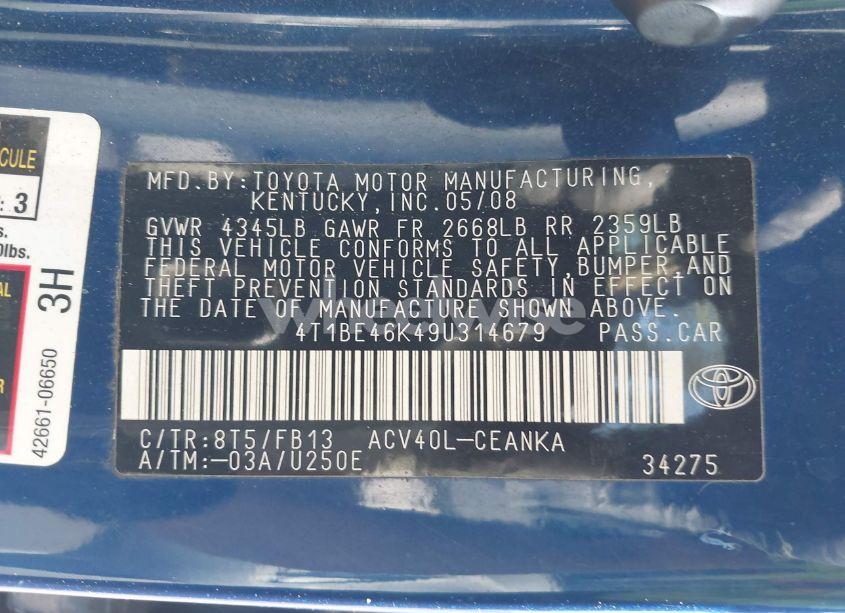 CULE
: 3
s.
0lbs.
AL
R
3H
42661-06650
MFD.BY:TOYOTA MOTOR MANUFACTURING,
KENTUCKY,INC.05/08
GVWR 4345LB GAWR FR 2668LB RR 2359LB
THIS VEHICLE CONFORMS TO ALL APPLICABLE
FEDERAL MOTOR VEHICLE SAFETY,BUMPER,AND
THEFT PREVENTION STANDARDS IN EFFECT ON
THE DATE OF MANUFACTURE SHOWN ABOVE.
4T1BE46K49U314679 PASS.CAR
C/TR:8T5/FB13 ACV40L-CEANKA
A/TM:-03A/U250E 34275